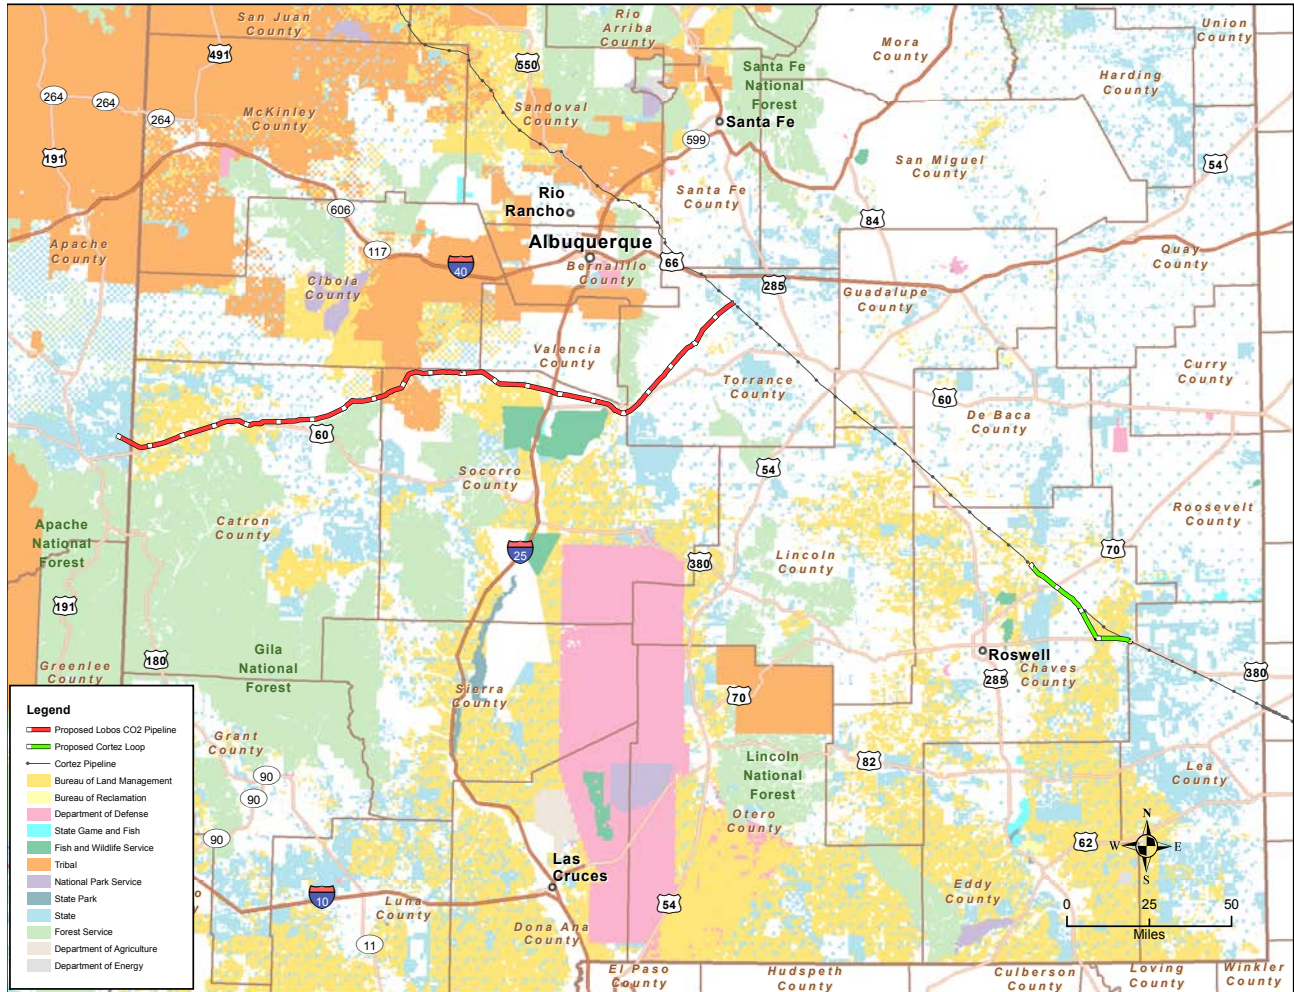 San Juan
County
Rio
Arriba
County
Union
County
Mora
County
Harding
County
491
550
Santa Fe
National
Forest
264
264
264
McKinley
County
Sandoval
County
Santa Fe
599
191
San Miguel
County
54
Santa Fe
County
Rio
Rancho
606
84
Apache
County
117
Albuquerque
66
Quay
County
40
Bernalillo
County
Cibola
County
285
Guadalupe
County
Valencia
County
Curry
County
Torrance
County
60
De Baca
County
60
54
Socorro
County
Roosevelt
County
Apache
National
Forest
Catron
County
25
380
Lincoln
County
70
191
180
Gila
National
Forest
Greenlee
County
Roswell
Chaves
County
285
380
Sierra
County
70
Grant
County
Lincoln
National
Forest
82
Lea
County
90
90
90
Otero
County
62
Las
Cruces
Eddy
County
10
Luna
County
54
11
Dona Ana
County
El Paso
County
Hudspeth
County
Culberson
County
Loving
County
Winkler
County
N
W E
S
0 25 50
Miles
Legend
Proposed Lobos CO2 Pipeline
Proposed Cortez Loop
Cortez Pipeline
Bureau of Land Management
Bureau of Reclamation
Department of Defense
State Game and Fish
Fish and Wildlife Service
Tribal
National Park Service
State Park
State
Forest Service
Department of Agriculture
Department of Energy